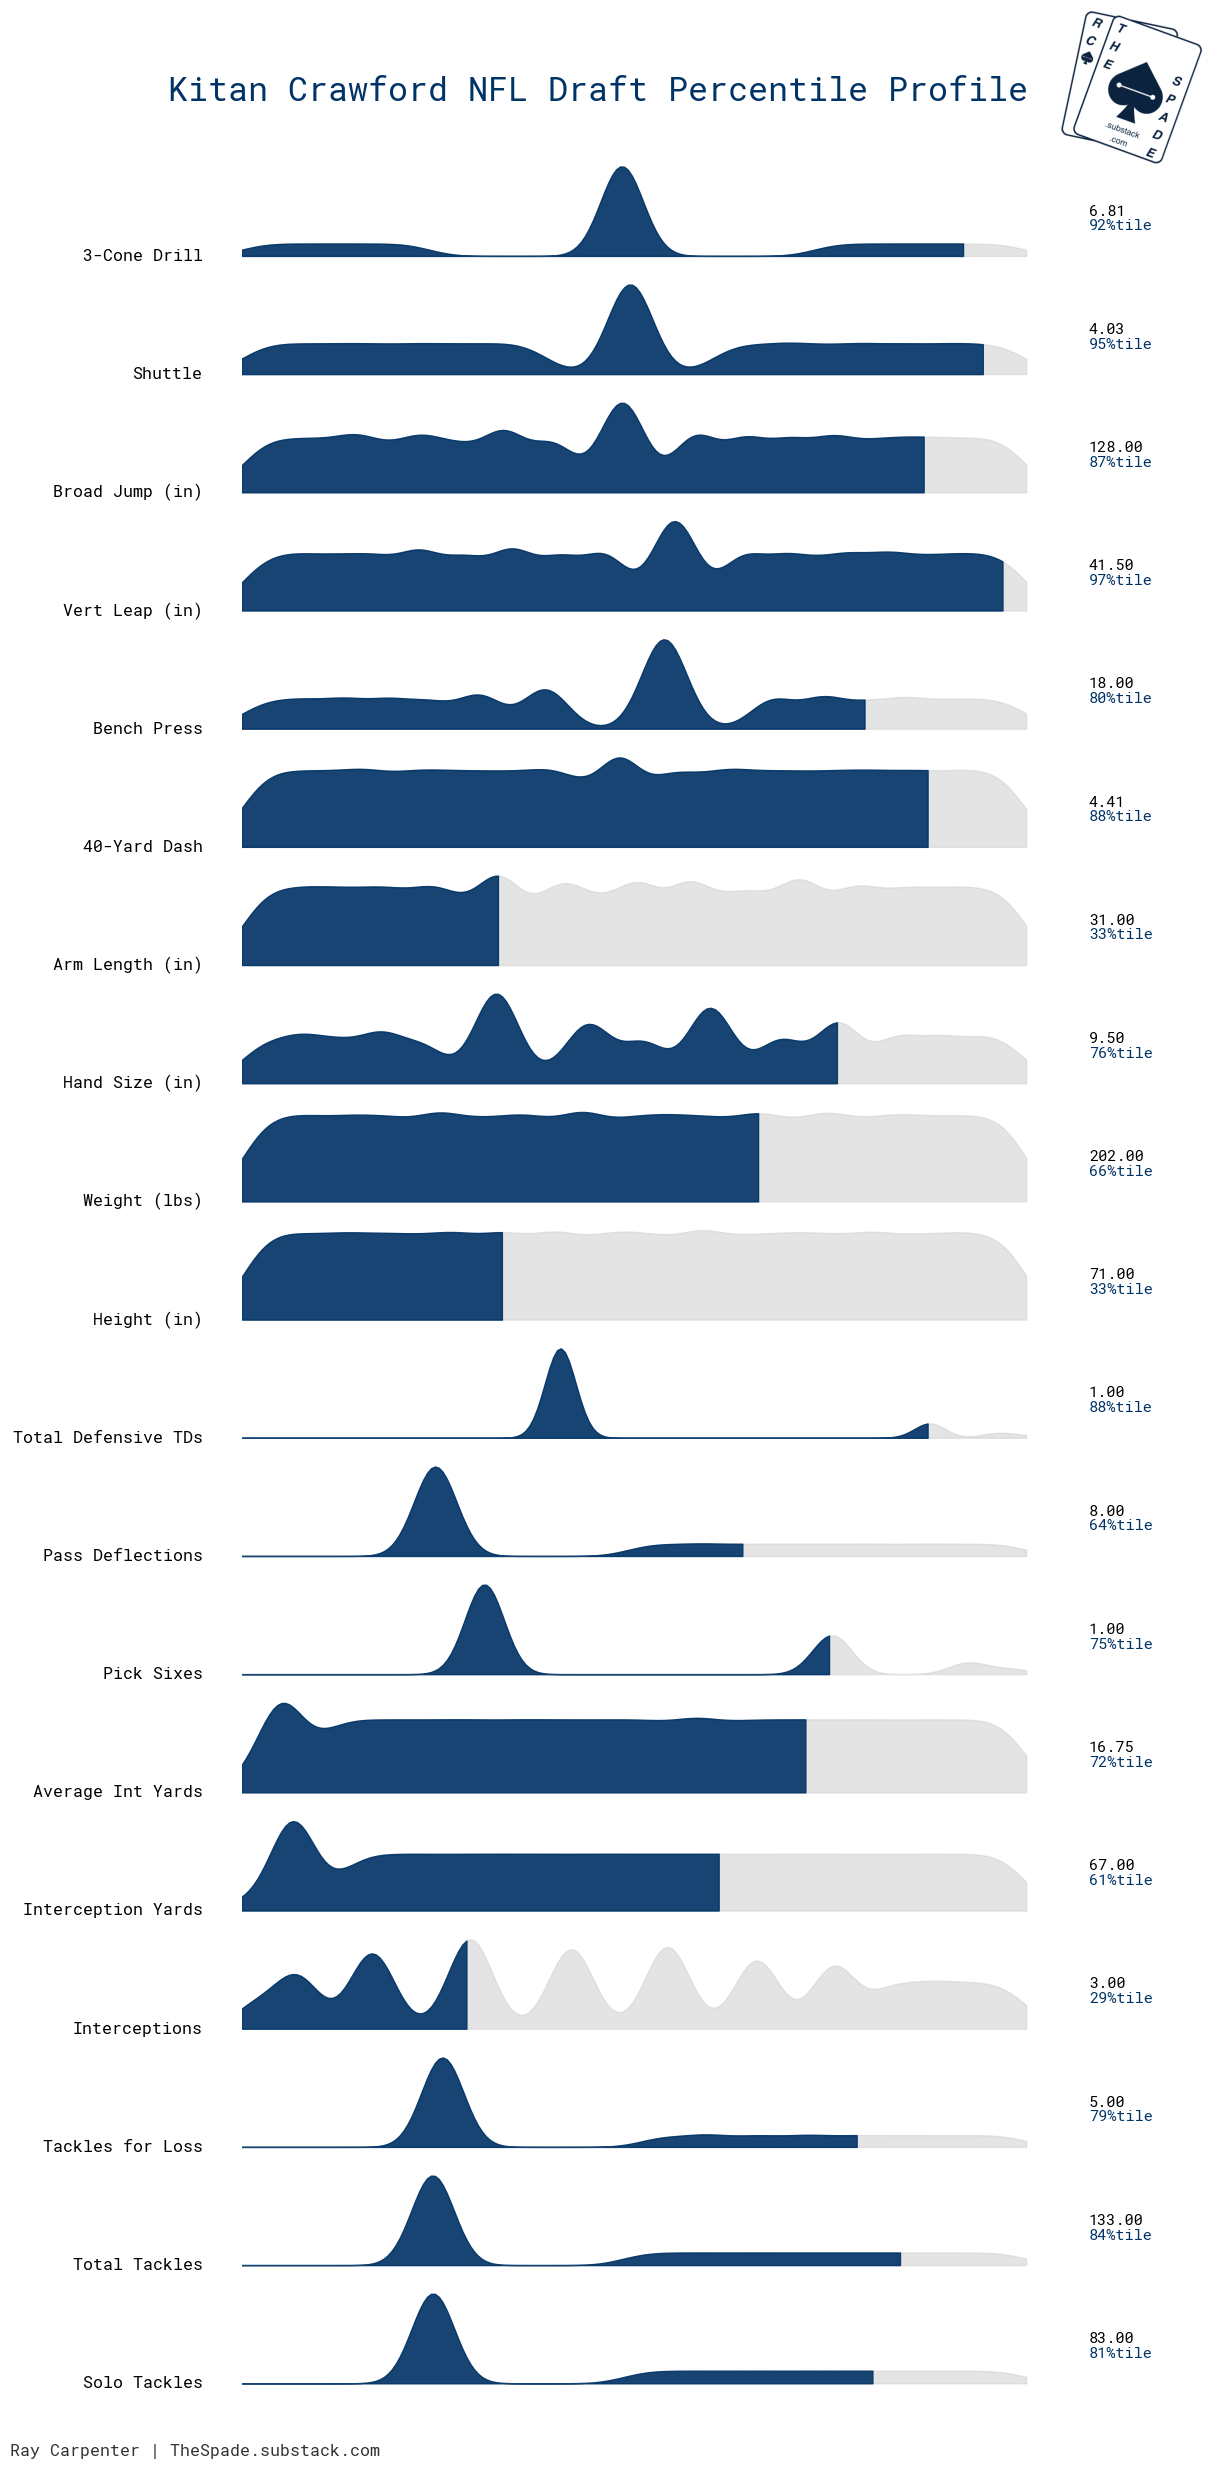 Kitan Crawford NFL Draft Percentile Profile
R
C
T
H
E
S
P
A
D
E
.substack
.com
6.81
92%tile
3-Cone Drill
4.03
95%tile
Shuttle
128.00
87%tile
Broad Jump (in)
41.50
97%tile
Vert Leap (in)
18.00
80%tile
Bench Press
4.41
88%tile
40-Yard Dash
31.00
33%tile
Arm Length (in)
9.50
76%tile
Hand Size (in)
202.00
66%tile
Weight (lbs)
71.00
33%tile
Height (in)
1.00
88%tile
Total Defensive TDs
8.00
64%tile
Pass Deflections
1.00
75%tile
Pick Sixes
16.75
72%tile
Average Int Yards
67.00
61%tile
Interception Yards
3.00
29%tile
Interceptions
5.00
79%tile
Tackles for Loss
133.00
84%tile
Total Tackles
83.00
81%tile
Solo Tackles
Ray Carpenter | TheSpade.substack.com